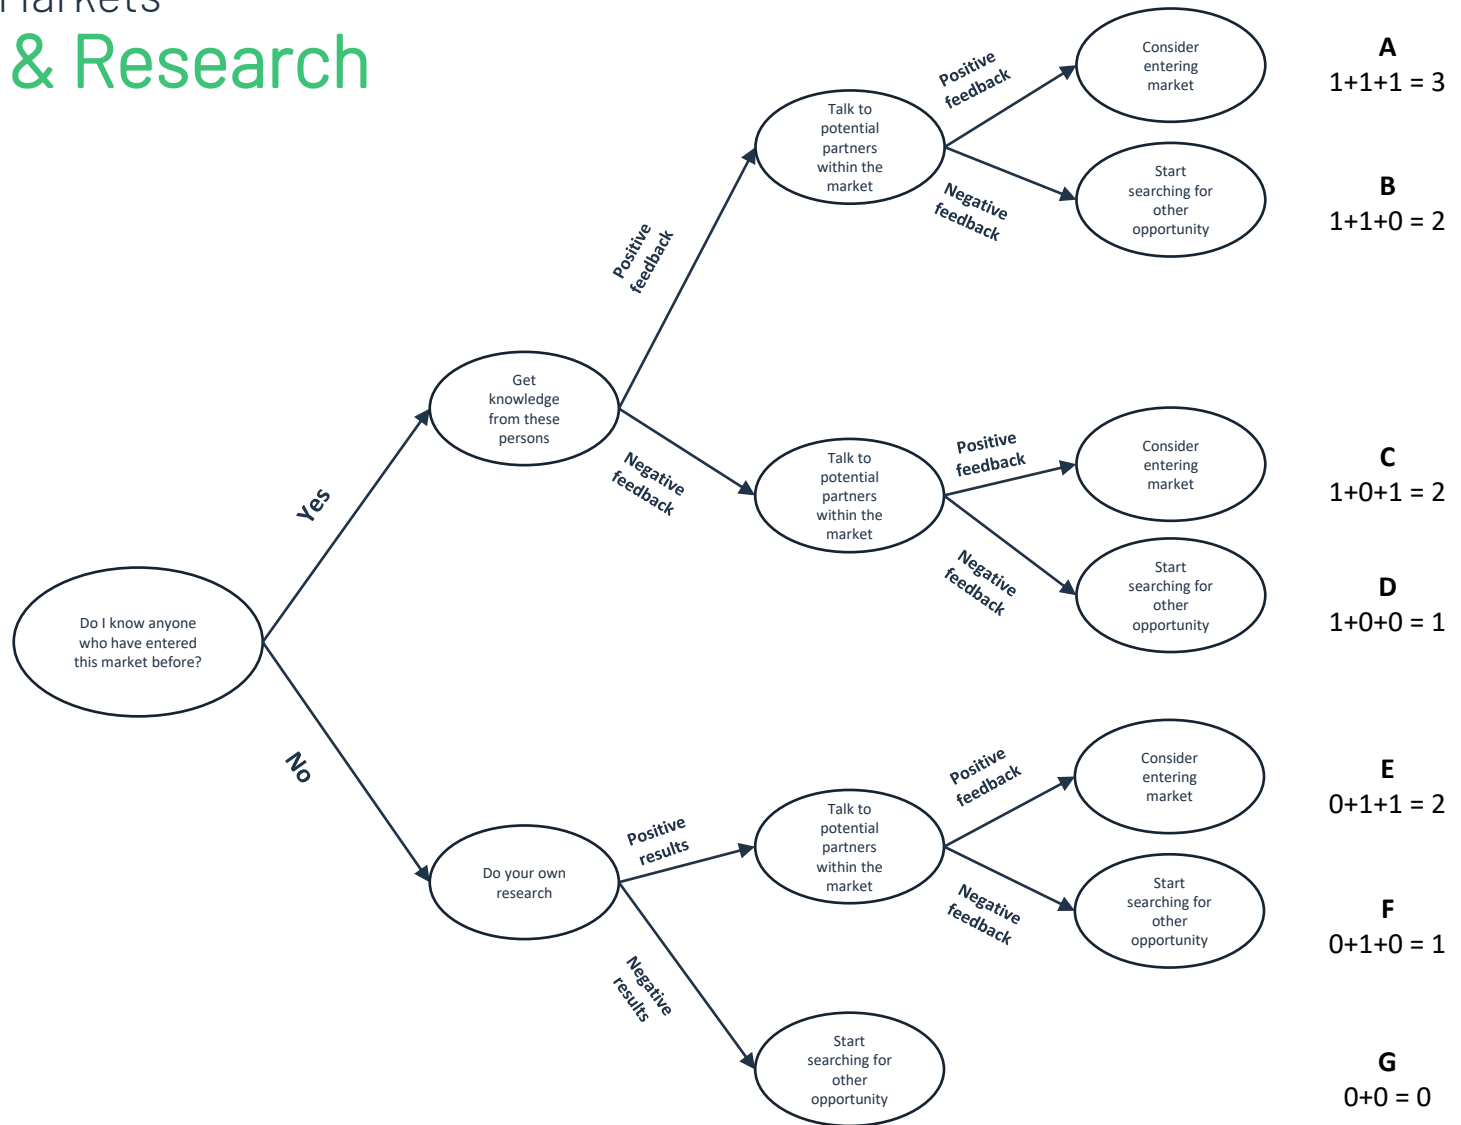 Markets
& Research
Do I know anyone
who have entered
this market before?
Yes
No
Get
knowledge
from these
persons
Do your own
research
Positive
feedback
Negative
feedback
Positive
results
Negative
results
Talk to
potential
partners
within the
market
Positive
feedback
Negative
feedback
Consider
entering
market
Start
searching for
other
opportunity
A
1+1+1 = 3
B
1+1+0 = 2
Talk to
potential
partners
within the
market
Positive
feedback
Negative
feedback
Consider
entering
market
Start
searching for
other
opportunity
C
1+0+1 = 2
D
1+0+0 = 1
Talk to
potential
partners
within the
market
Positive
feedback
Negative
feedback
Consider
entering
market
Start
searching for
other
opportunity
E
0+1+1 = 2
F
0+1+0 = 1
Start
searching for
other
opportunity
G
0+0 = 0